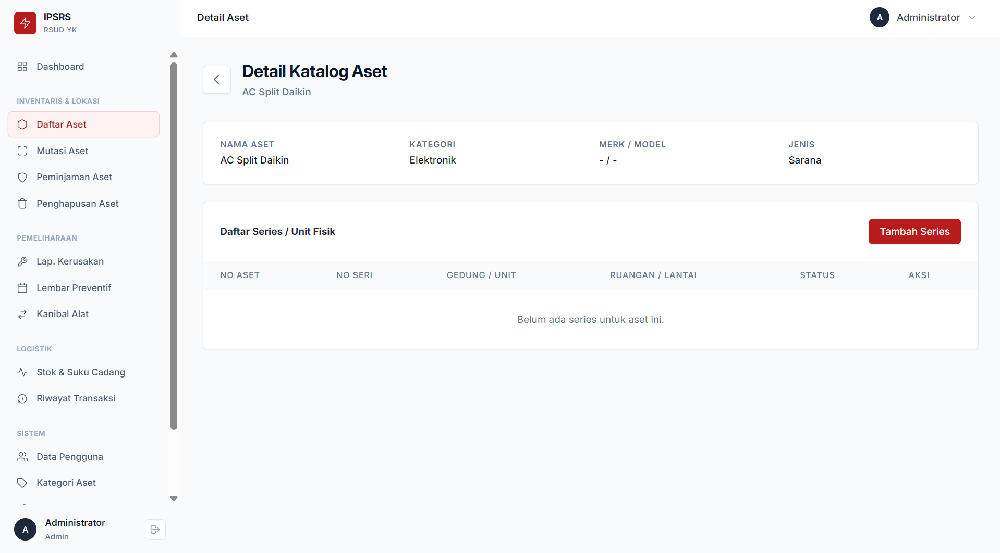 IPSRS
RSUD YK
Dashboard
INVENTARIS & LOKASI
Daftar Aset
Mutasi Aset
Peminjaman Aset
Penghapusan Aset
PEMELIHARAAN
Lap. Kerusakan
Lembar Preventif
Kanibal Alat
LOGISTIK
Stok & Suku Cadang
Riwayat Transaksi
SISTEM
Data Pengguna
Kategori Aset
A
Administrator
Admin
Detail Aset
A Administrator
Detail Katalog Aset
AC Split Daikin
NAMA ASET KATEGORI MERK / MODEL JENIS
AC Split Daikin Elektronik - / - Sarana
Daftar Series / Unit Fisik Tambah Series
NO ASET NO SERI GEDUNG / UNIT RUANGAN / LANTAI STATUS AKSI
Belum ada series untuk aset ini.